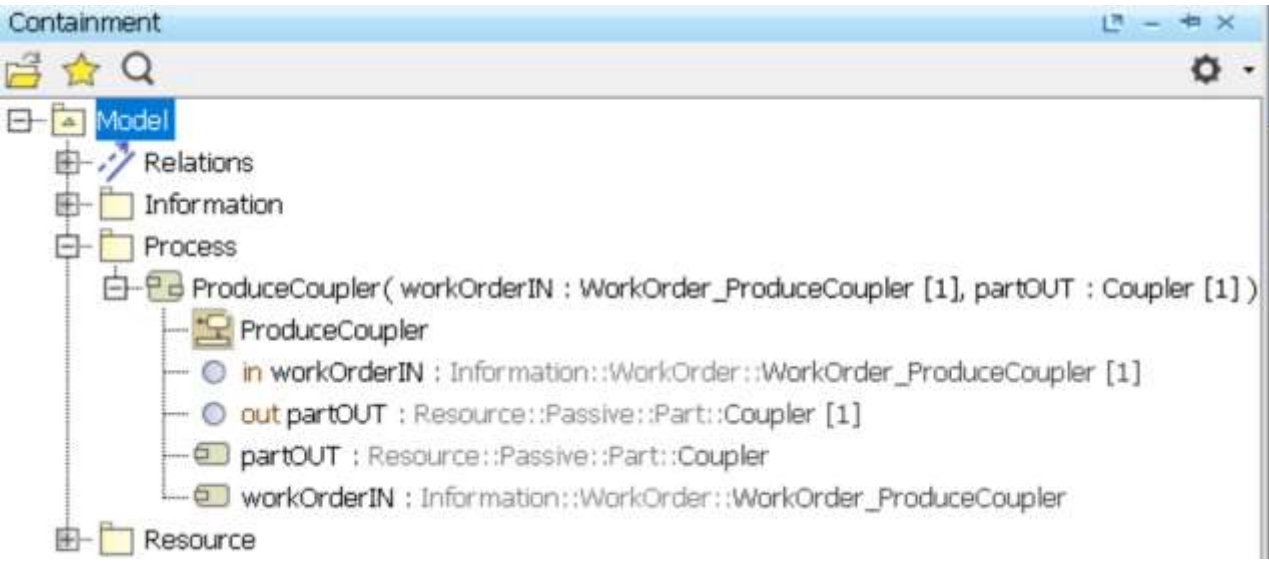 Containment
Model
Relations
Information
Process
ProduceCoupler( workOrderIN : WorkOrder_ProduceCoupler [1], partOUT : Coupler [1] )
ProduceCoupler
in workOrderIN : Information::WorkOrder::WorkOrder_ProduceCoupler [1]
out partOUT : Resource::Passive::Part::Coupler [1]
partOUT : Resource::Passive::Part::Coupler
workOrderIN : Information::WorkOrder::WorkOrder_ProduceCoupler
Resource